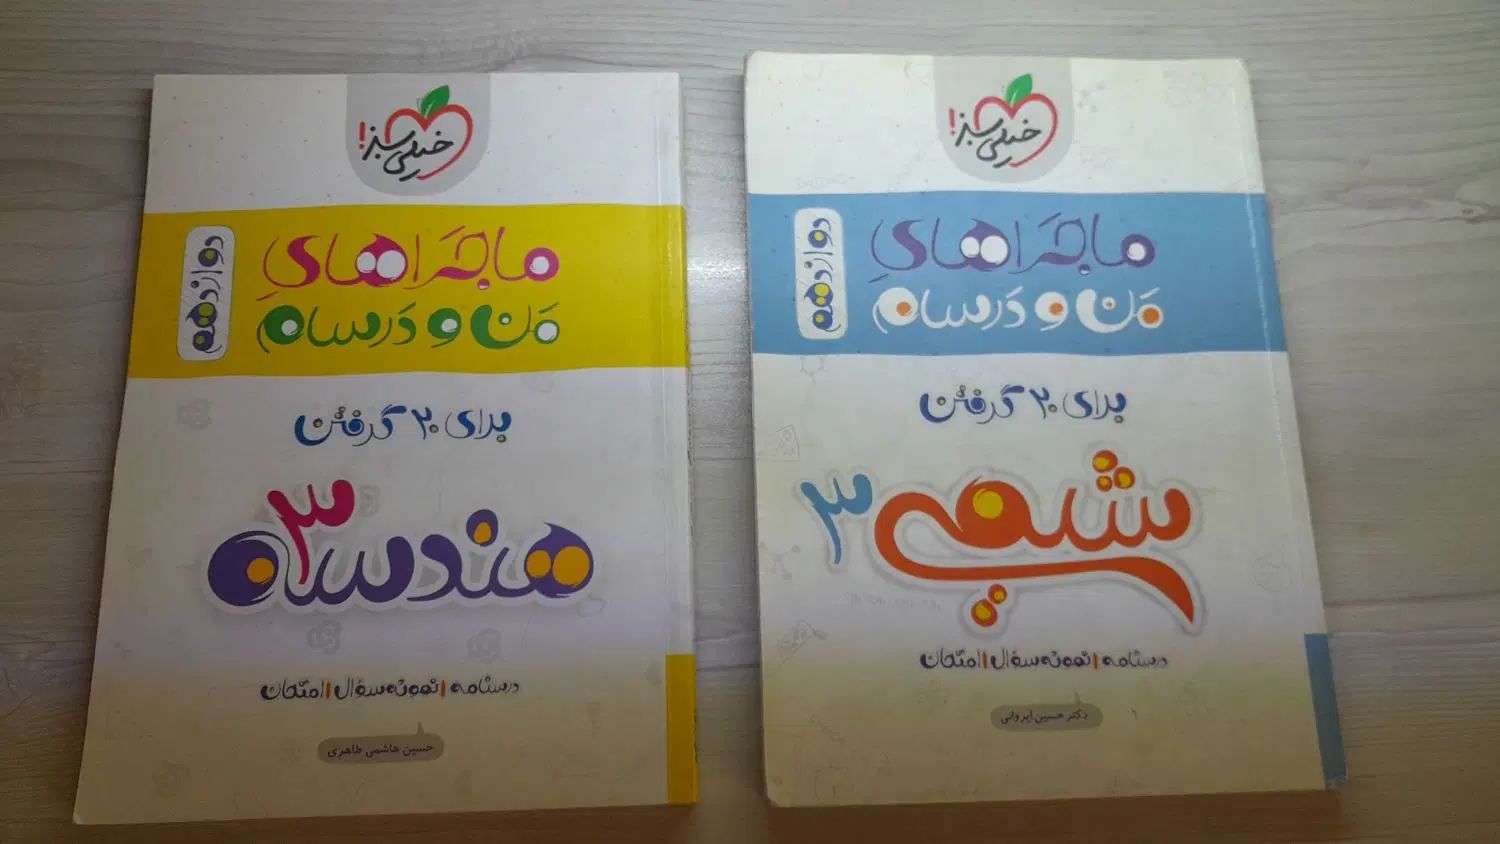 خیلی سبز!
ماجراهای
من و درسام
دوازدهم
برای ۲۰ گرفتن
هندسه ۳
درسنامه | نمونه سؤال | امتحان
حسین هاشمی طاهری
خیلی سبز!
ماجراهای
من و درسام
دوازدهم
برای ۲۰ گرفتن
شیمی ۳
درسنامه | نمونه سؤال | امتحان
دکتر حسین ایروانی